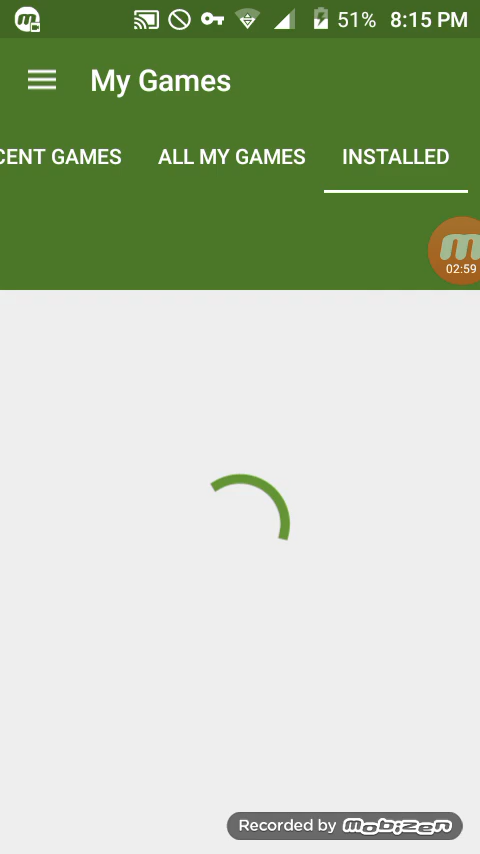 51% 8:15 PM
My Games
CENT GAMES ALL MY GAMES INSTALLED
m
02:59
Recorded by mobizen